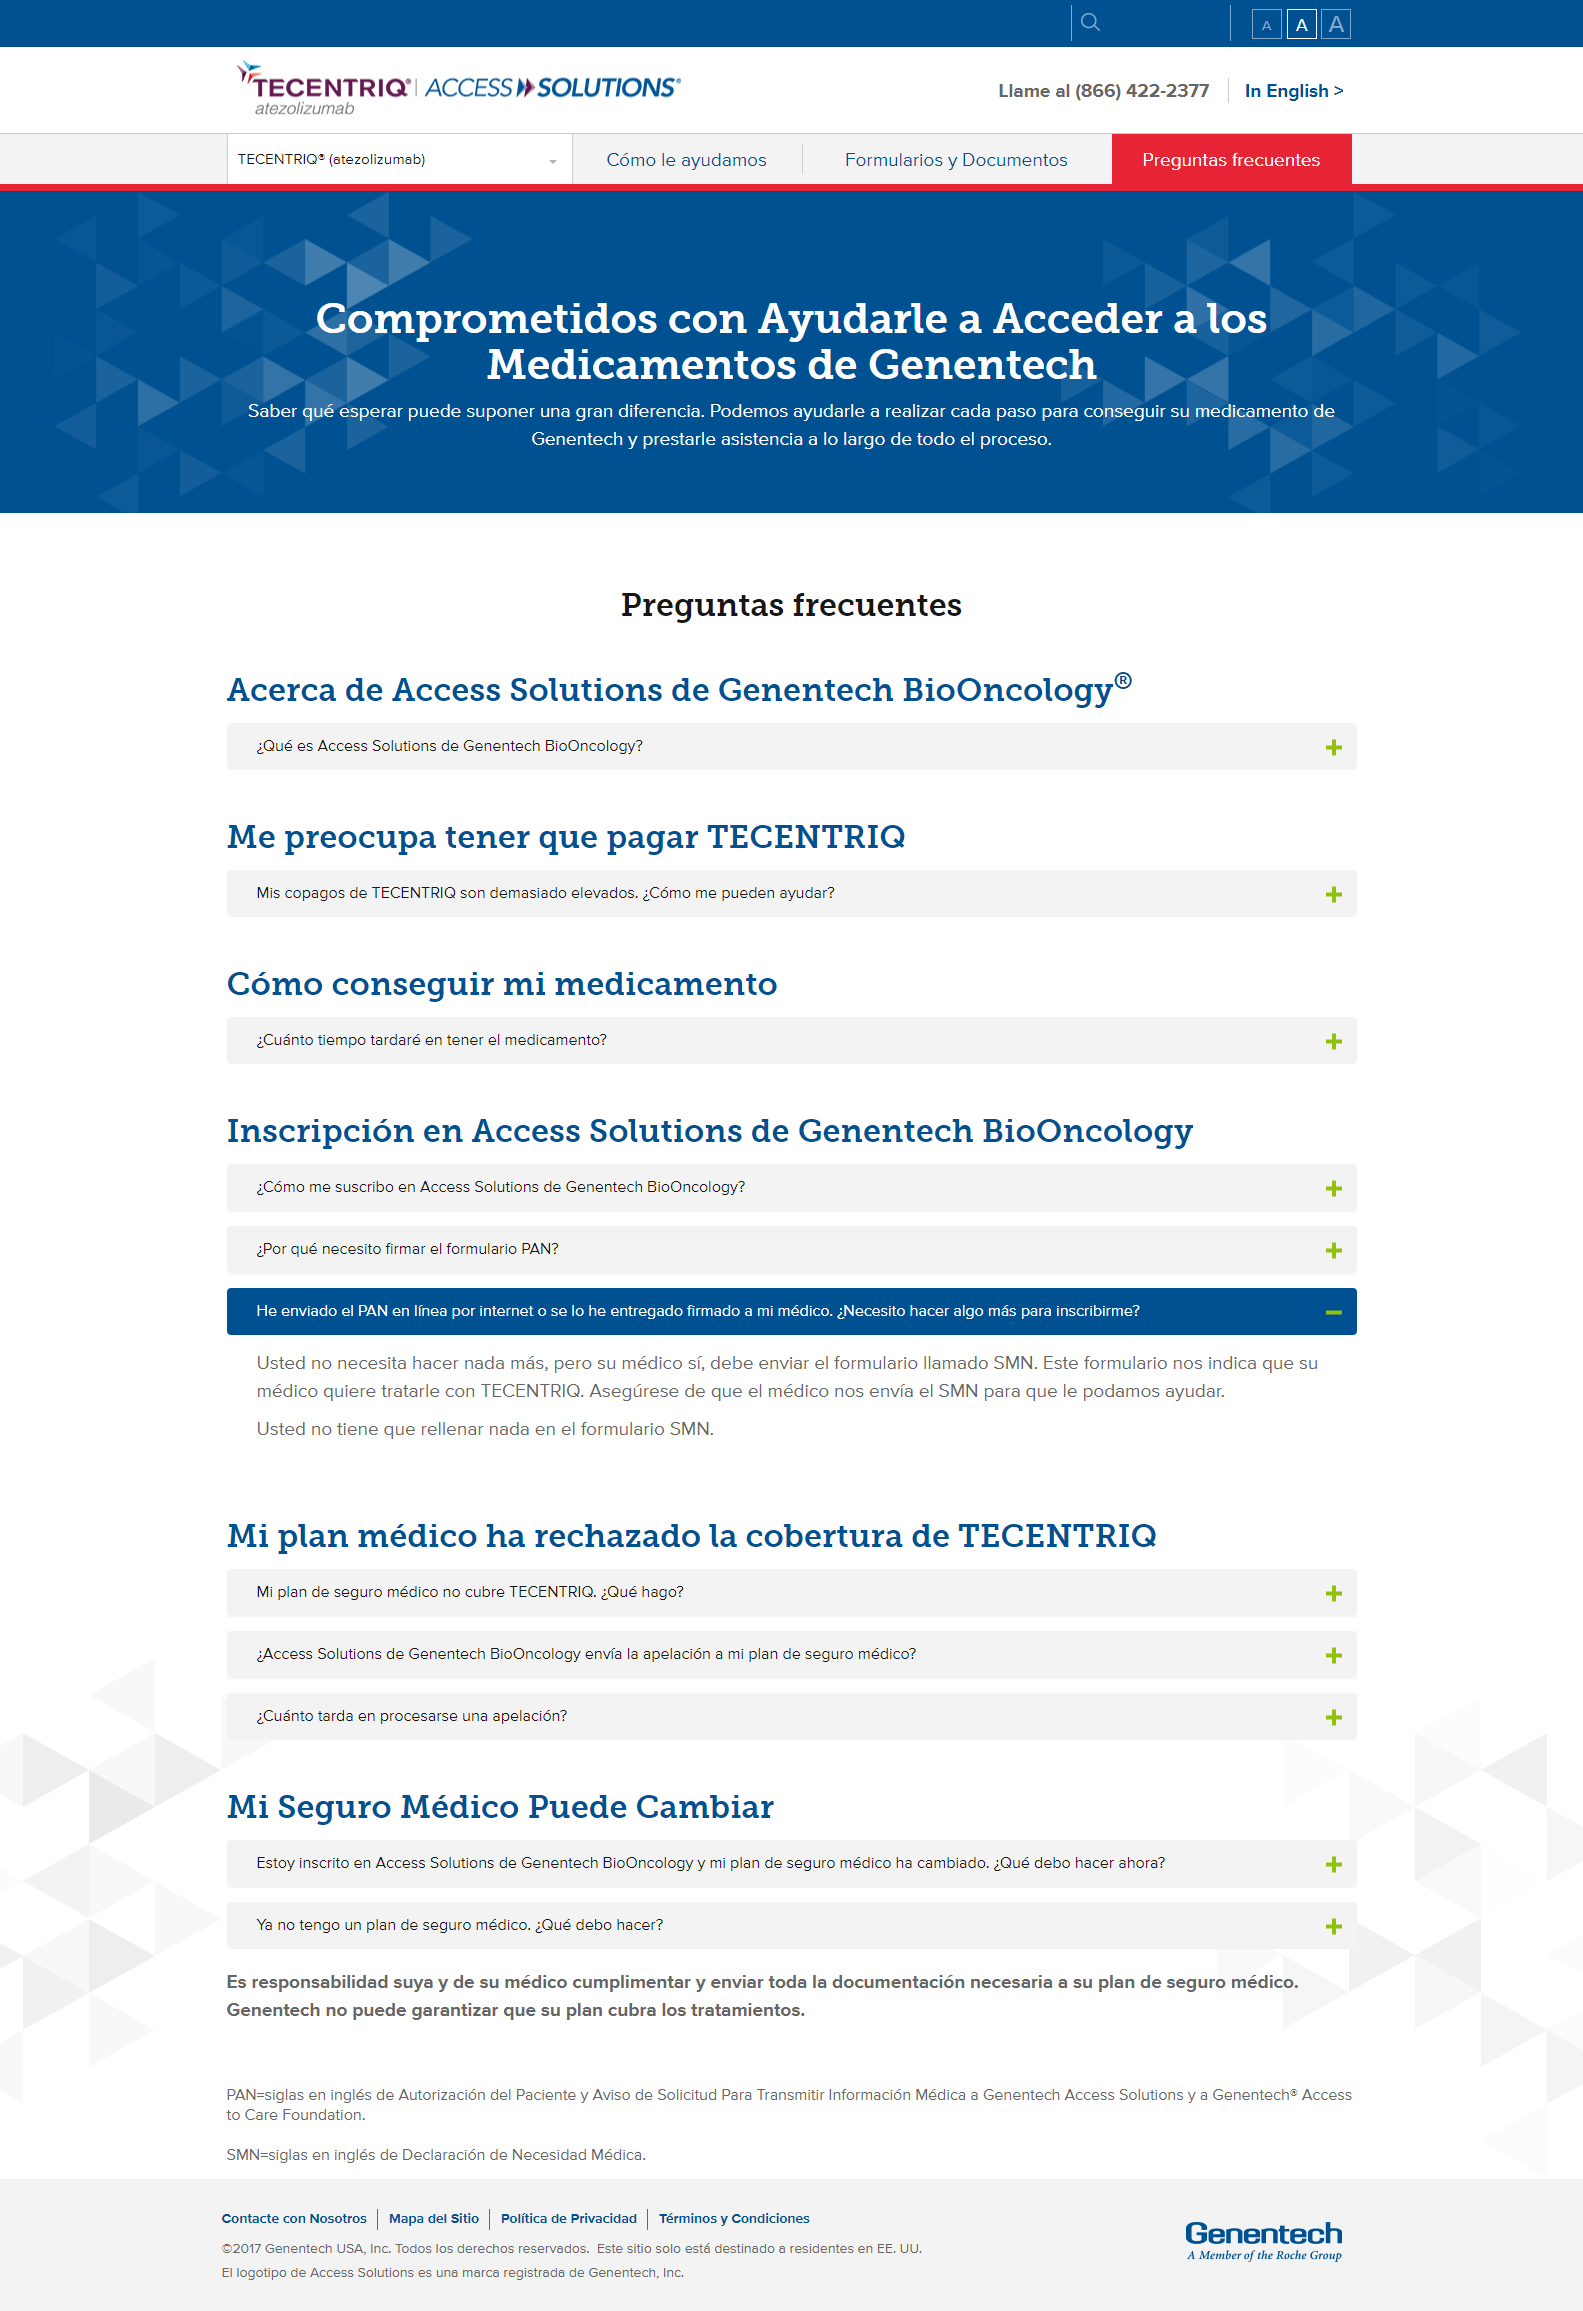 A A A
TECENTRIQ® | ACCESS SOLUTIONS®
atezolizumab
Llame al (866) 422-2377
In English >
TECENTRIQ® (atezolizumab)
Cómo le ayudamos
Formularios y Documentos
Preguntas frecuentes
Comprometidos con Ayudarle a Acceder a los
Medicamentos de Genentech
Saber qué esperar puede suponer una gran diferencia. Podemos ayudarle a realizar cada paso para conseguir su medicamento de
Genentech y prestarle asistencia a lo largo de todo el proceso.
Preguntas frecuentes
Acerca de Access Solutions de Genentech BioOncology®
¿Qué es Access Solutions de Genentech BioOncology?
Me preocupa tener que pagar TECENTRIQ
Mis copagos de TECENTRIQ son demasiado elevados. ¿Cómo me pueden ayudar?
Cómo conseguir mi medicamento
¿Cuánto tiempo tardaré en tener el medicamento?
Inscripción en Access Solutions de Genentech BioOncology
¿Cómo me suscribo en Access Solutions de Genentech BioOncology?
¿Por qué necesito firmar el formulario PAN?
He enviado el PAN en línea por internet o se lo he entregado firmado a mi médico. ¿Necesito hacer algo más para inscribirme?
Usted no necesita hacer nada más, pero su médico sí, debe enviar el formulario llamado SMN. Este formulario nos indica que su
médico quiere tratarle con TECENTRIQ. Asegúrese de que el médico nos envía el SMN para que le podamos ayudar.
Usted no tiene que rellenar nada en el formulario SMN.
Mi plan médico ha rechazado la cobertura de TECENTRIQ
Mi plan de seguro médico no cubre TECENTRIQ. ¿Qué hago?
¿Access Solutions de Genentech BioOncology envía la apelación a mi plan de seguro médico?
¿Cuánto tarda en procesarse una apelación?
Mi Seguro Médico Puede Cambiar
Estoy inscrito en Access Solutions de Genentech BioOncology y mi plan de seguro médico ha cambiado. ¿Qué debo hacer ahora?
Ya no tengo un plan de seguro médico. ¿Qué debo hacer?
Es responsabilidad suya y de su médico cumplimentar y enviar toda la documentación necesaria a su plan de seguro médico.
Genentech no puede garantizar que su plan cubra los tratamientos.
PAN=siglas en inglés de Autorización del Paciente y Aviso de Solicitud Para Transmitir Información Médica a Genentech Access Solutions y a Genentech® Access
to Care Foundation.
SMN=siglas en inglés de Declaración de Necesidad Médica.
Contacte con Nosotros | Mapa del Sitio | Política de Privacidad | Términos y Condiciones
©2017 Genentech USA, Inc. Todos los derechos reservados. Este sitio solo está destinado a residentes en EE. UU.
El logotipo de Access Solutions es una marca registrada de Genentech, Inc.
Genentech
A Member of the Roche Group